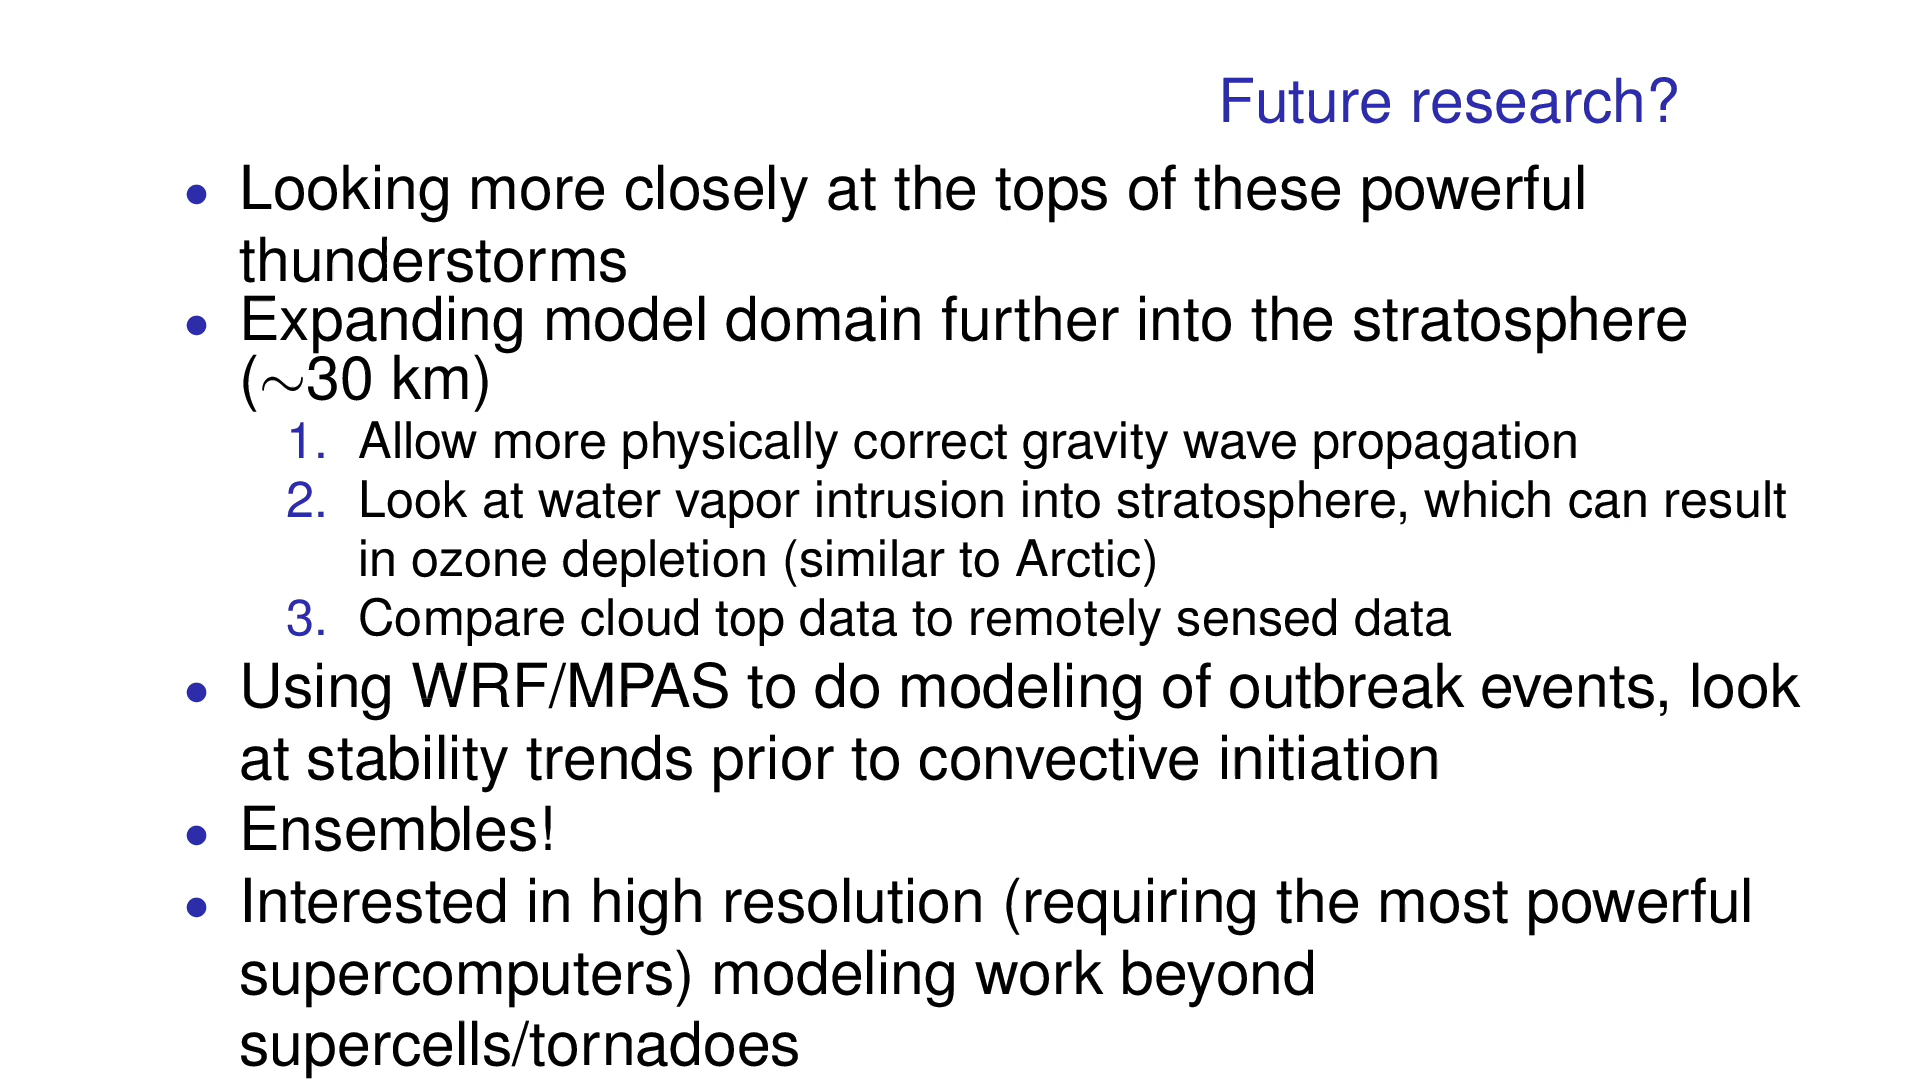 Future research?
• Looking more closely at the tops of these powerful
thunderstorms
• Expanding model domain further into the stratosphere
(∼30 km)
1. Allow more physically correct gravity wave propagation
2. Look at water vapor intrusion into stratosphere, which can result
in ozone depletion (similar to Arctic)
3. Compare cloud top data to remotely sensed data
• Using WRF/MPAS to do modeling of outbreak events, look
at stability trends prior to convective initiation
• Ensembles!
• Interested in high resolution (requiring the most powerful
supercomputers) modeling work beyond
supercells/tornadoes